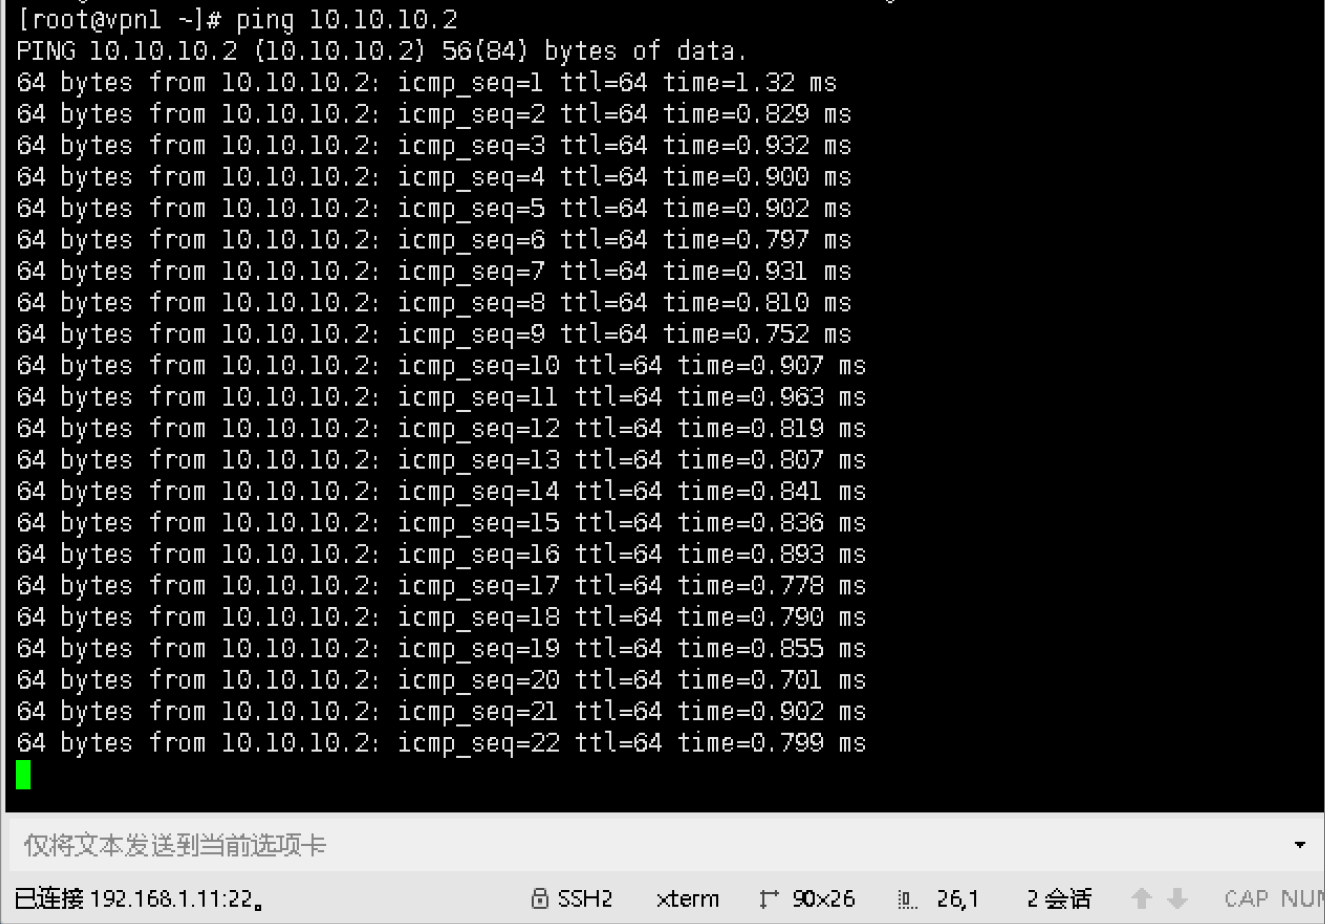 [root@vpn1 ~]# ping 10.10.10.2
PING 10.10.10.2 (10.10.10.2) 56(84) bytes of data.
64 bytes from 10.10.10.2: icmp_seq=1 ttl=64 time=1.32 ms
64 bytes from 10.10.10.2: icmp_seq=2 ttl=64 time=0.829 ms
64 bytes from 10.10.10.2: icmp_seq=3 ttl=64 time=0.932 ms
64 bytes from 10.10.10.2: icmp_seq=4 ttl=64 time=0.900 ms
64 bytes from 10.10.10.2: icmp_seq=5 ttl=64 time=0.902 ms
64 bytes from 10.10.10.2: icmp_seq=6 ttl=64 time=0.797 ms
64 bytes from 10.10.10.2: icmp_seq=7 ttl=64 time=0.931 ms
64 bytes from 10.10.10.2: icmp_seq=8 ttl=64 time=0.810 ms
64 bytes from 10.10.10.2: icmp_seq=9 ttl=64 time=0.752 ms
64 bytes from 10.10.10.2: icmp_seq=10 ttl=64 time=0.907 ms
64 bytes from 10.10.10.2: icmp_seq=11 ttl=64 time=0.963 ms
64 bytes from 10.10.10.2: icmp_seq=12 ttl=64 time=0.819 ms
64 bytes from 10.10.10.2: icmp_seq=13 ttl=64 time=0.807 ms
64 bytes from 10.10.10.2: icmp_seq=14 ttl=64 time=0.841 ms
64 bytes from 10.10.10.2: icmp_seq=15 ttl=64 time=0.836 ms
64 bytes from 10.10.10.2: icmp_seq=16 ttl=64 time=0.893 ms
64 bytes from 10.10.10.2: icmp_seq=17 ttl=64 time=0.778 ms
64 bytes from 10.10.10.2: icmp_seq=18 ttl=64 time=0.790 ms
64 bytes from 10.10.10.2: icmp_seq=19 ttl=64 time=0.855 ms
64 bytes from 10.10.10.2: icmp_seq=20 ttl=64 time=0.701 ms
64 bytes from 10.10.10.2: icmp_seq=21 ttl=64 time=0.902 ms
64 bytes from 10.10.10.2: icmp_seq=22 ttl=64 time=0.799 ms
仅将文本发送到当前选项卡
已连接 192.168.1.11:22。 SSH2 xterm 90x26 26,1 2 会话 CAP NUM